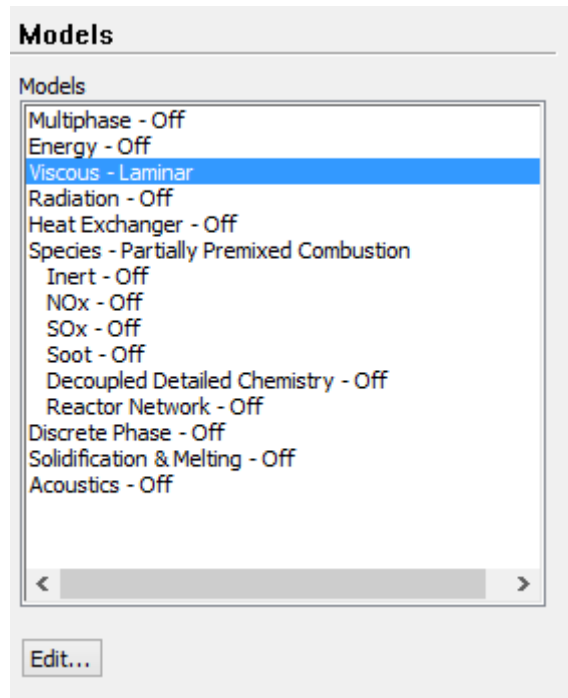 Models
Models
Multiphase - Off
Energy - Off
Viscous - Laminar
Radiation - Off
Heat Exchanger - Off
Species - Partially Premixed Combustion
Inert - Off
NOx - Off
SOx - Off
Soot - Off
Decoupled Detailed Chemistry - Off
Reactor Network - Off
Discrete Phase - Off
Solidification & Melting - Off
Acoustics - Off
Edit...